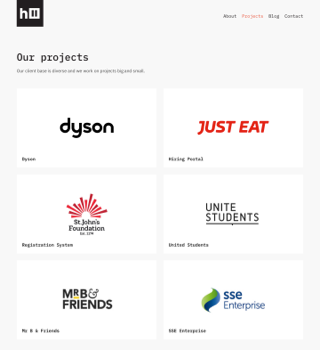 About Projects Blog Contact
Our projects
Our client base is diverse and we work on projects big and small.
dyson
Dyson
JUST EAT
Hiring Portal
St.John's
Foundation
Est. 1174
Registration System
UNITE
STUDENTS
United Students
MR B &
FRIENDS
Mr B & Friends
sse
Enterprise
SSE Enterprise